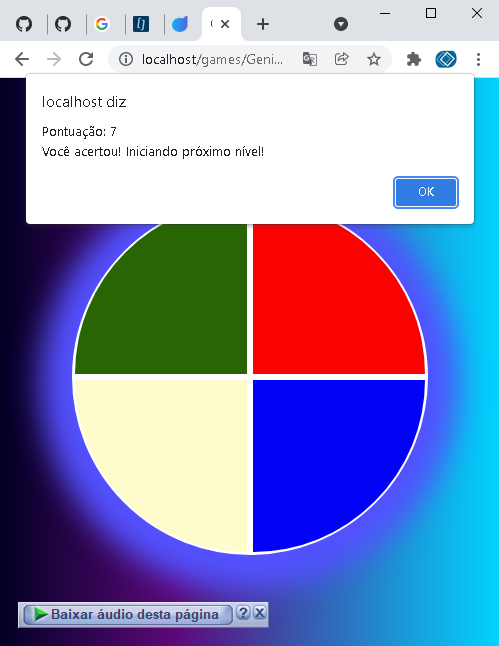 localhost/games/Geni...
localhost diz
Pontuação: 7
Você acertou! Iniciando próximo nível!
OK
Baixar áudio desta página ? X